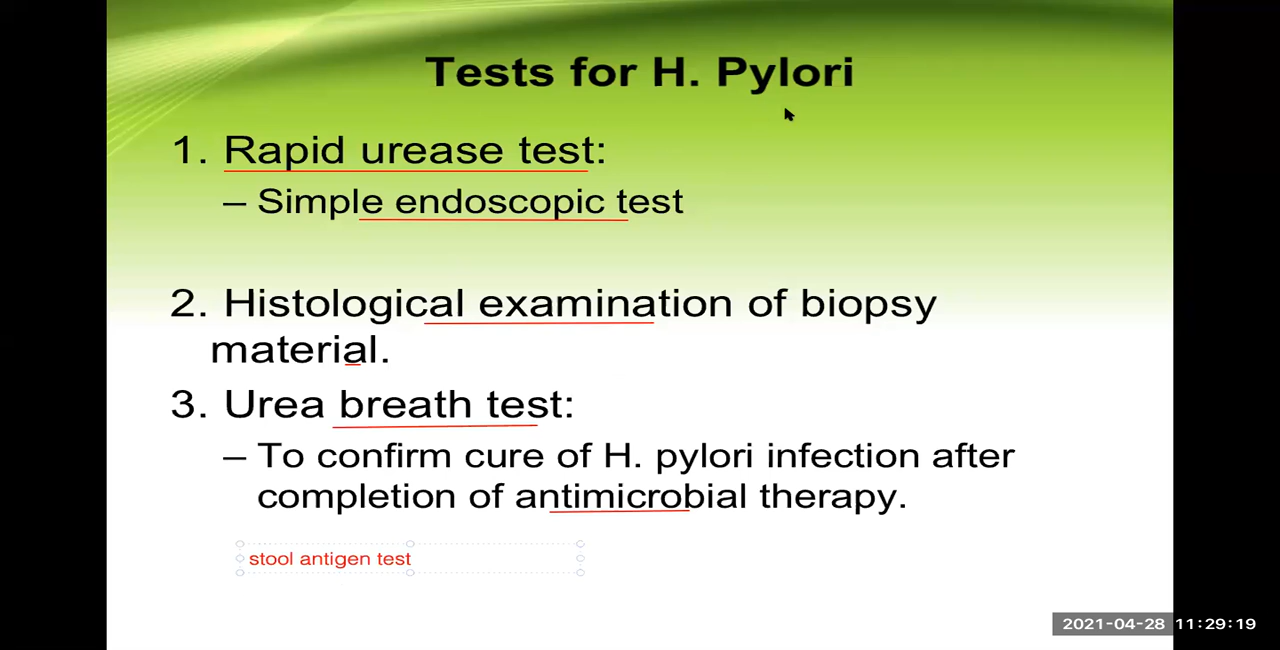 Tests for H. Pylori
1. Rapid urease test:
– Simple endoscopic test
2. Histological examination of biopsy
material.
3. Urea breath test:
– To confirm cure of H. pylori infection after
completion of antimicrobial therapy.
stool antigen test
2021-04-28 11:29:19